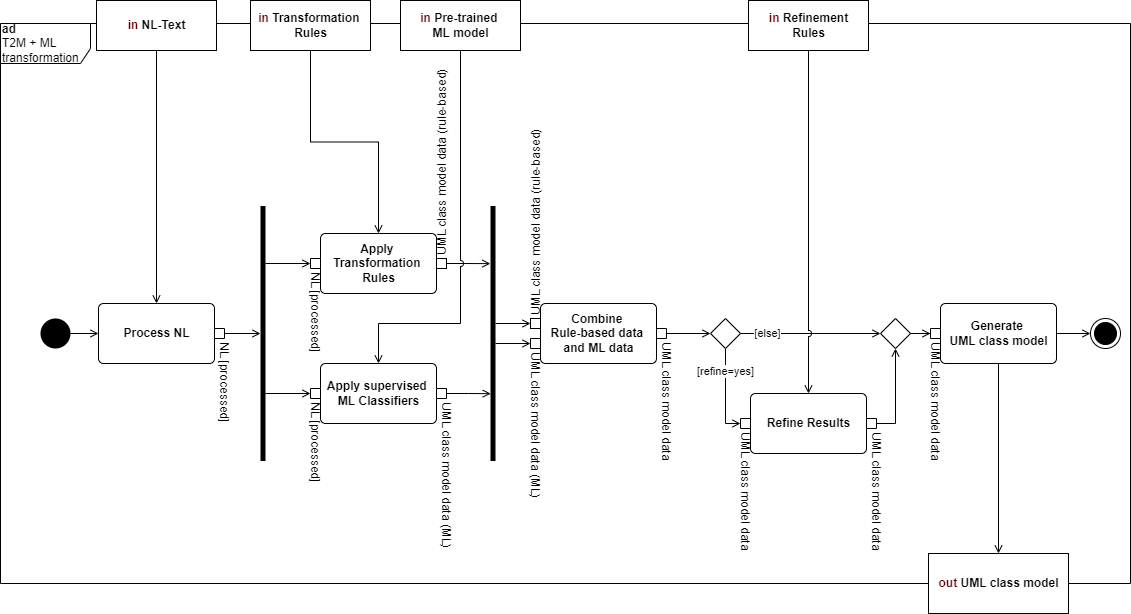 ad
T2M + ML
transformation
in NL-Text
in Transformation
Rules
in Pre-trained
ML model
in Refinement
Rules
Process NL
NL [processed]
NL [processed]
Apply
Transformation
Rules
UML class model data (rule-based)
NL [processed]
Apply supervised
ML Classifiers
UML class model data (ML)
UML class model data (rule-based)
UML class model data (ML)
Combine
Rule-based data
and ML data
UML class model data
[else]
[refine=yes]
UML class model data
Refine Results
UML class model data
UML class model data
Generate
UML class model
out UML class model